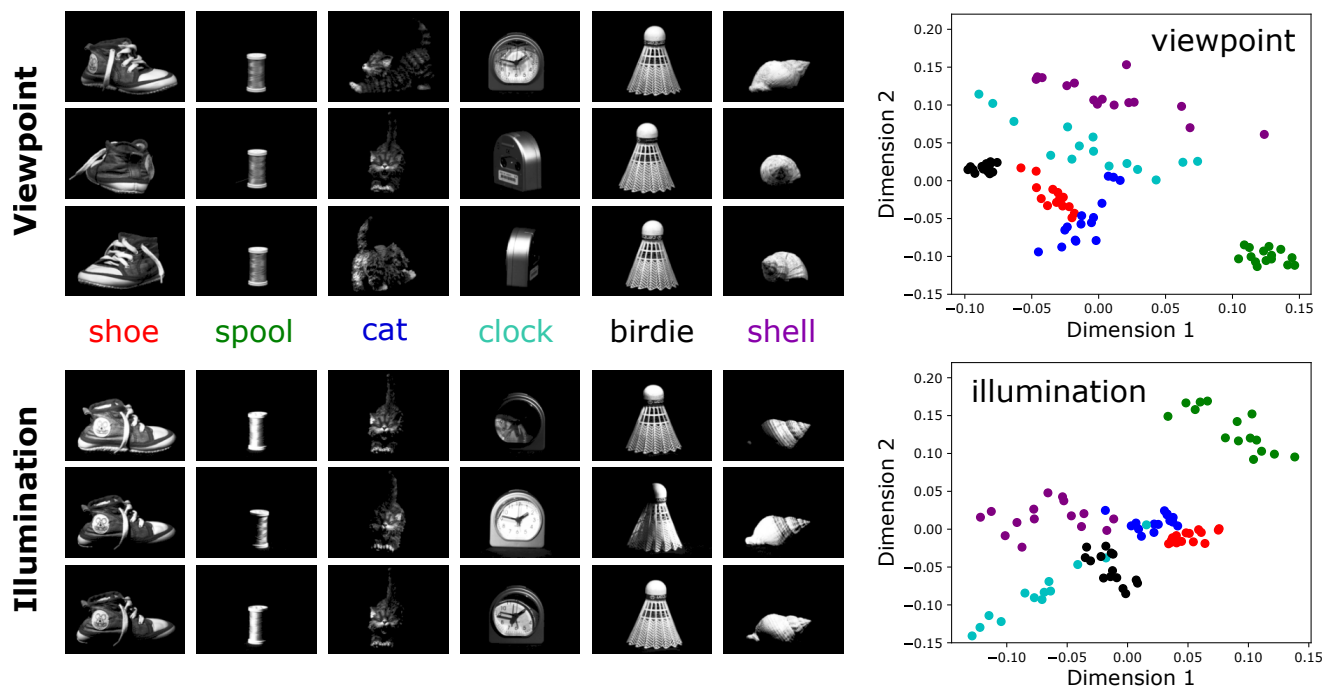 Viewpoint
shoe
spool
cat
clock
birdie
shell
Illumination
viewpoint
0.20
0.15
0.10
0.05
0.00
−0.05
−0.10
−0.15
Dimension 2
−0.10
−0.05
0.00
0.05
0.10
0.15
Dimension 1
illumination
0.20
0.15
0.10
0.05
0.00
−0.05
−0.10
−0.15
Dimension 2
−0.10
−0.05
0.00
0.05
0.10
0.15
Dimension 1